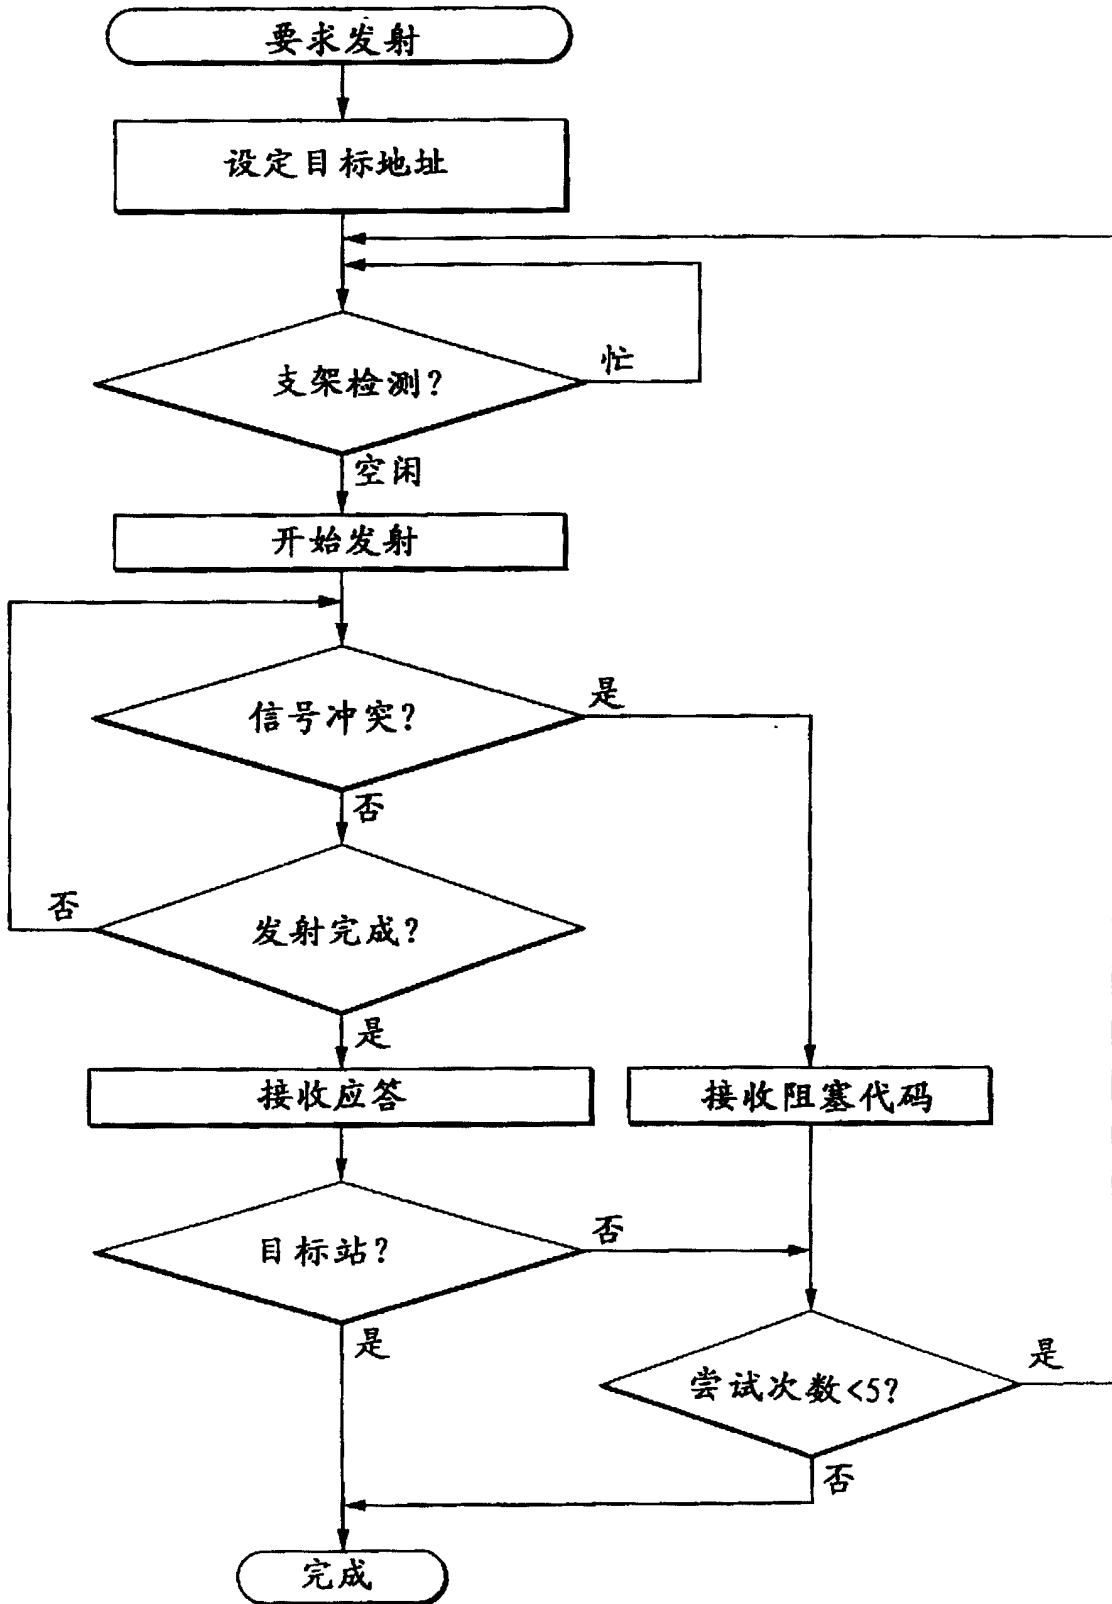 要求发射
设定目标地址
支架检测?
忙
空闲
开始发射
信号冲突?
是
否
发射完成?
否
是
接收应答
接收阻塞代码
目标站?
否
是
尝试次数<5?
是
否
完成